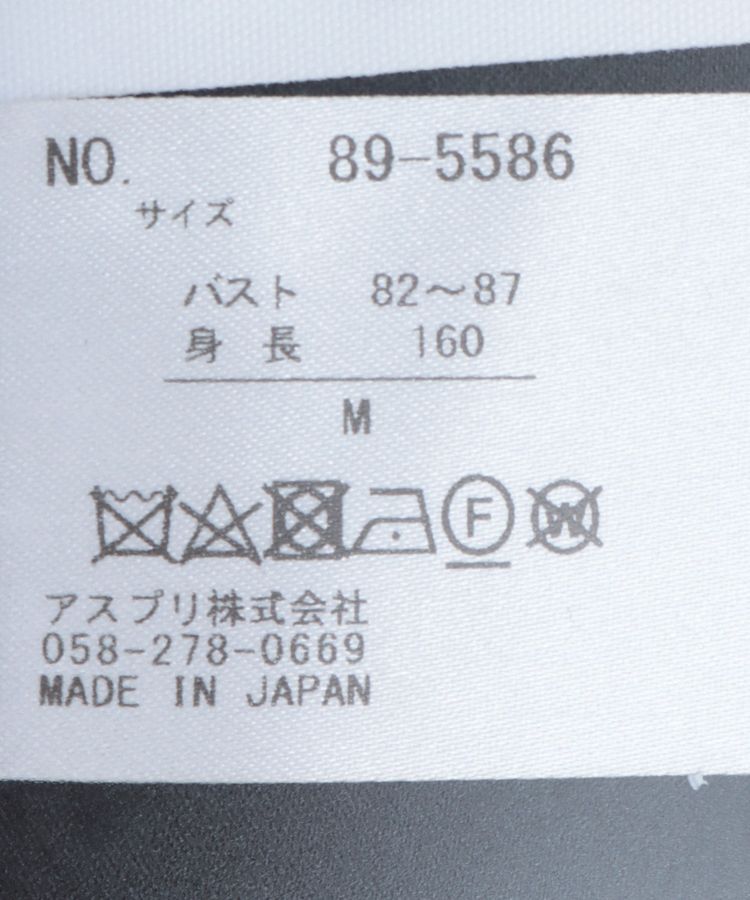 NO. 89-5586
サイズ
バスト 82～87
身 長 160
M
F W
アスプリ株式会社
058-278-0669
MADE IN JAPAN